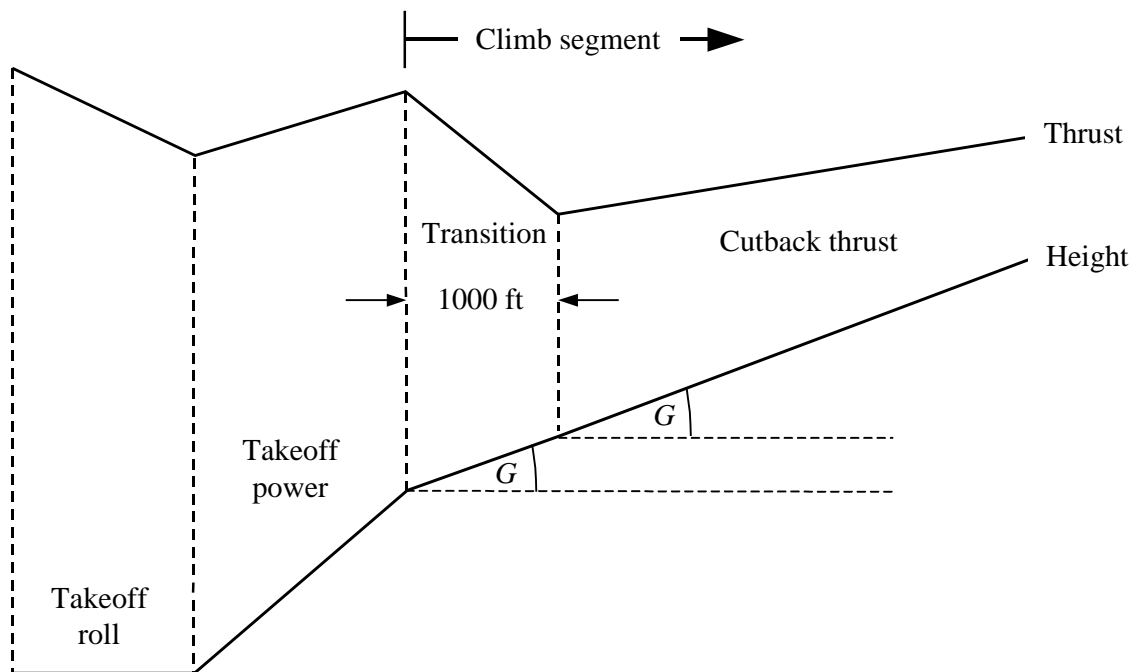 Climb segment
Thrust
Transition
Cutback thrust
Height
1000 ft
G
Takeoff
power
G
Takeoff
roll